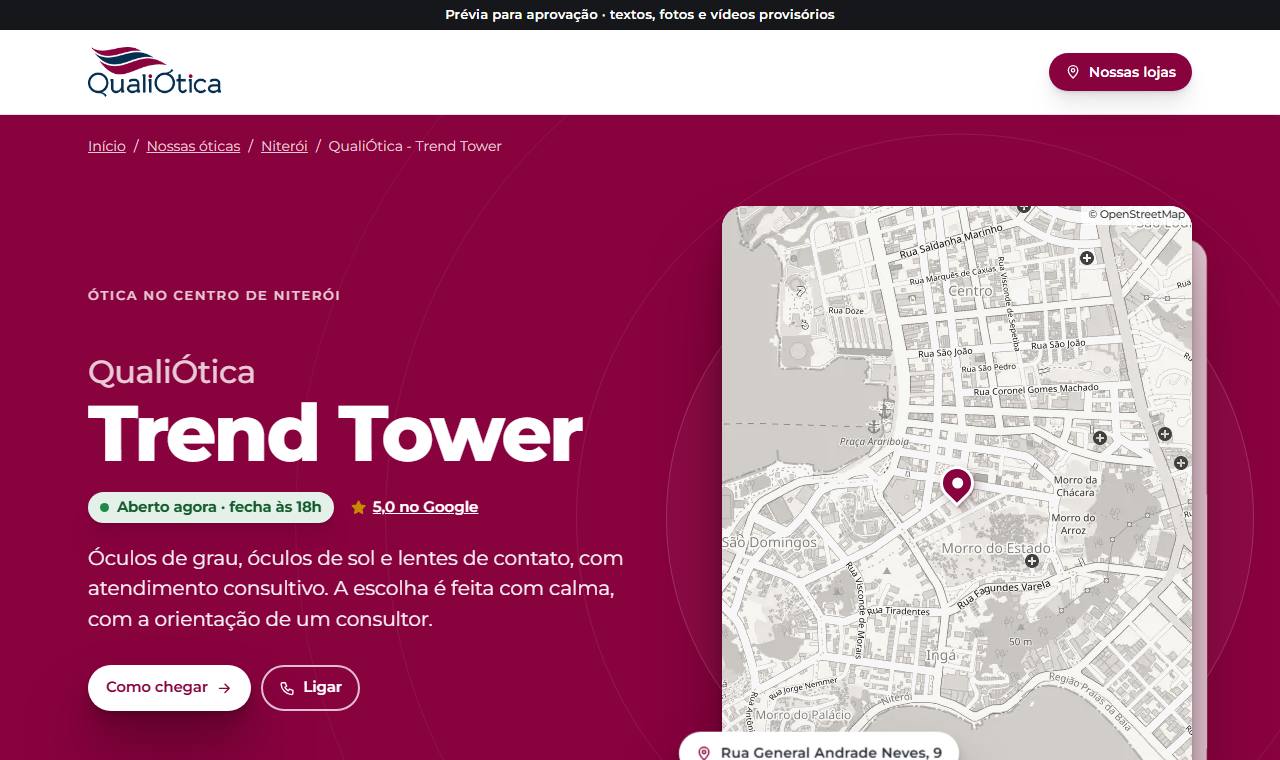 Prévia para aprovação · textos, fotos e vídeos provisórios
QualiÓtica
Nossas lojas
Início / Nossas óticas / Niterói / QualiÓtica - Trend Tower
ÓTICA NO CENTRO DE NITERÓI
QualiÓtica
Trend Tower
Aberto agora · fecha às 18h
5,0 no Google
Óculos de grau, óculos de sol e lentes de contato, com
atendimento consultivo. A escolha é feita com calma,
com a orientação de um consultor.
Como chegar →
Ligar
© OpenStreetMap
Rua Saldanha Marinho
Rua Marquês de Caxias
Centro
Rua Visconde de Sepetiba
Rua
Rua Doze
Rua São João
Rua São João
Rua São Pedro
Rua Coronel Gomes Machado
Praça Arariboia
Morro da
Chácara
Morro do
Arroz
São Domingos
Morro do Estado
Rua Visconde de Morais
Rua Fagundes Varela
Rua Tiradentes
50 m
Ingá
Rua Jorge Nemmer
Niterói
Região Praias da Baía
Morro do Palácio
Rua General Andrade Neves, 9